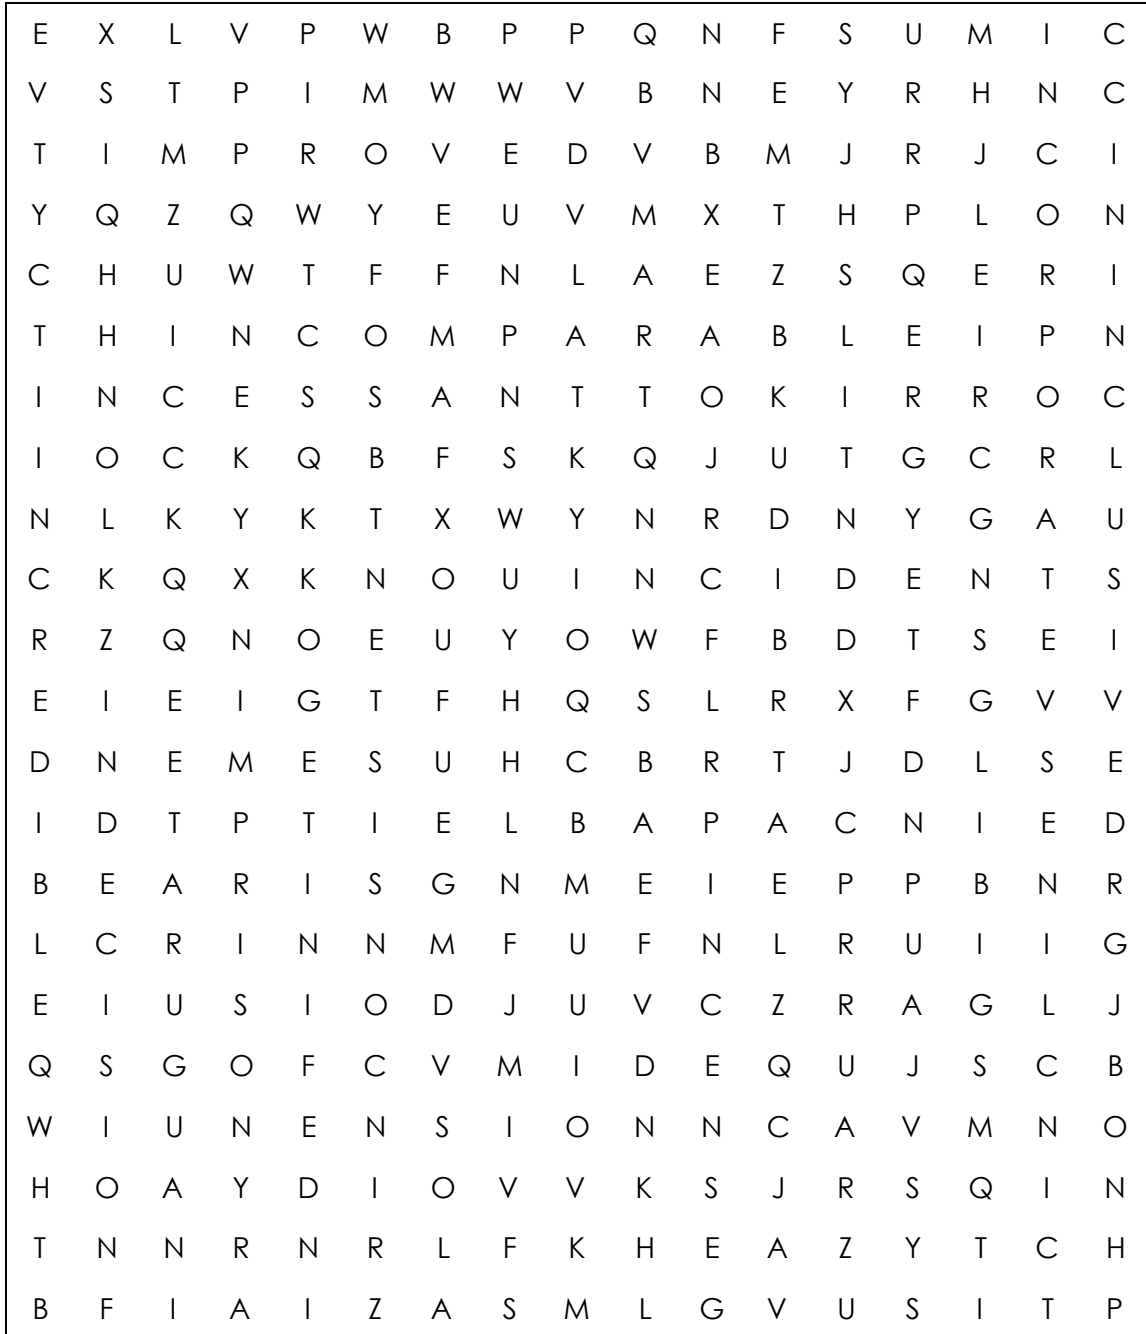 E X L V P W B P P Q N F S U M I C
V S T P I M W W V B N E Y R H N C
T I M P R O V E D V B M J R J C I
Y Q Z Q W Y E U V M X T H P L O N
C H U W T F F N L A E Z S Q E R I
T H I N C O M P A R A B L E I P N
I N C E S S A N T T O K I R R O C
I O C K Q B F S K Q J U T G C R L
N L K Y K T X W Y N R D N Y G A U
C K Q X K N O U I N C I D E N T S
R Z Q N O E U Y O W F B D T S E I
E I E I G T F H Q S L R X F G V V
D N E M E S U H C B R T J D L S E
I D T P T I E L B A P A C N I E D
B E A R I S G N M E I E P P B N R
L C R I N N M F U F N L R U I I G
E I U S I O D J U V C Z R A G L J
Q S G O F C V M I D E Q U J S C B
W I U N E N S I O N N C A V M N O
H O A Y D I O V V K S J R S Q I N
T N N R N R L F K H E A Z Y T C H
B F I A I Z A S M L G V U S I T P